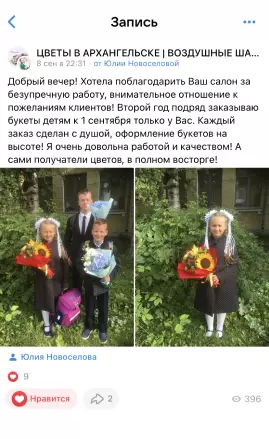 Запись
ЦВЕТЫ В АРХАНГЕЛЬСКЕ | ВОЗДУШНЫЕ ША...
8 сен в 22:31 · от Юлии Новоселовой
Добрый вечер! Хотела поблагодарить Ваш салон за
безупречную работу, внимательное отношение к
пожеланиям клиентов! Второй год подряд заказываю
букеты детям к 1 сентября только у Вас. Каждый
заказ сделан с душой, оформление букетов на
высоте! Я очень довольна работой и качеством! А
сами получатели цветов, в полном восторге!
Юлия Новоселова
9
Нравится
2
396